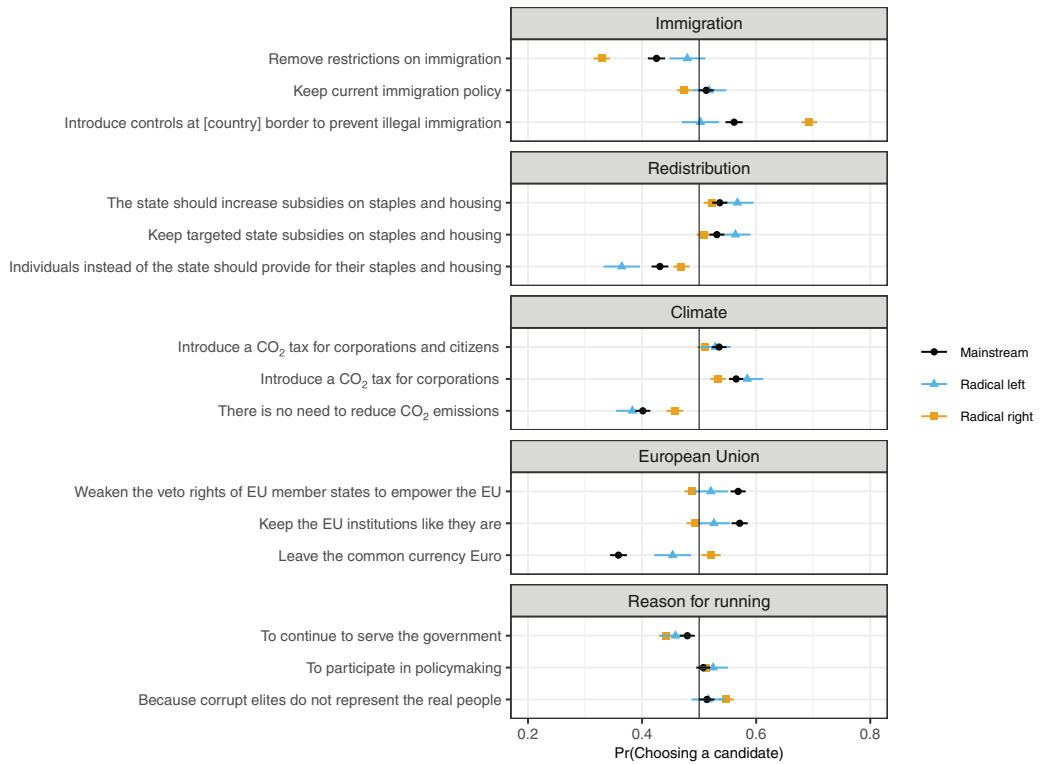 Immigration
Remove restrictions on immigration
Keep current immigration policy
Introduce controls at [country] border to prevent illegal immigration
Redistribution
The state should increase subsidies on staples and housing
Keep targeted state subsidies on staples and housing
Individuals instead of the state should provide for their staples and housing
Climate
Introduce a CO₂ tax for corporations and citizens
Introduce a CO₂ tax for corporations
There is no need to reduce CO₂ emissions
European Union
Weaken the veto rights of EU member states to empower the EU
Keep the EU institutions like they are
Leave the common currency Euro
Reason for running
To continue to serve the government
To participate in policymaking
Because corrupt elites do not represent the real people
0.2 0.4 0.6 0.8
Pr(Choosing a candidate)
Mainstream
Radical left
Radical right